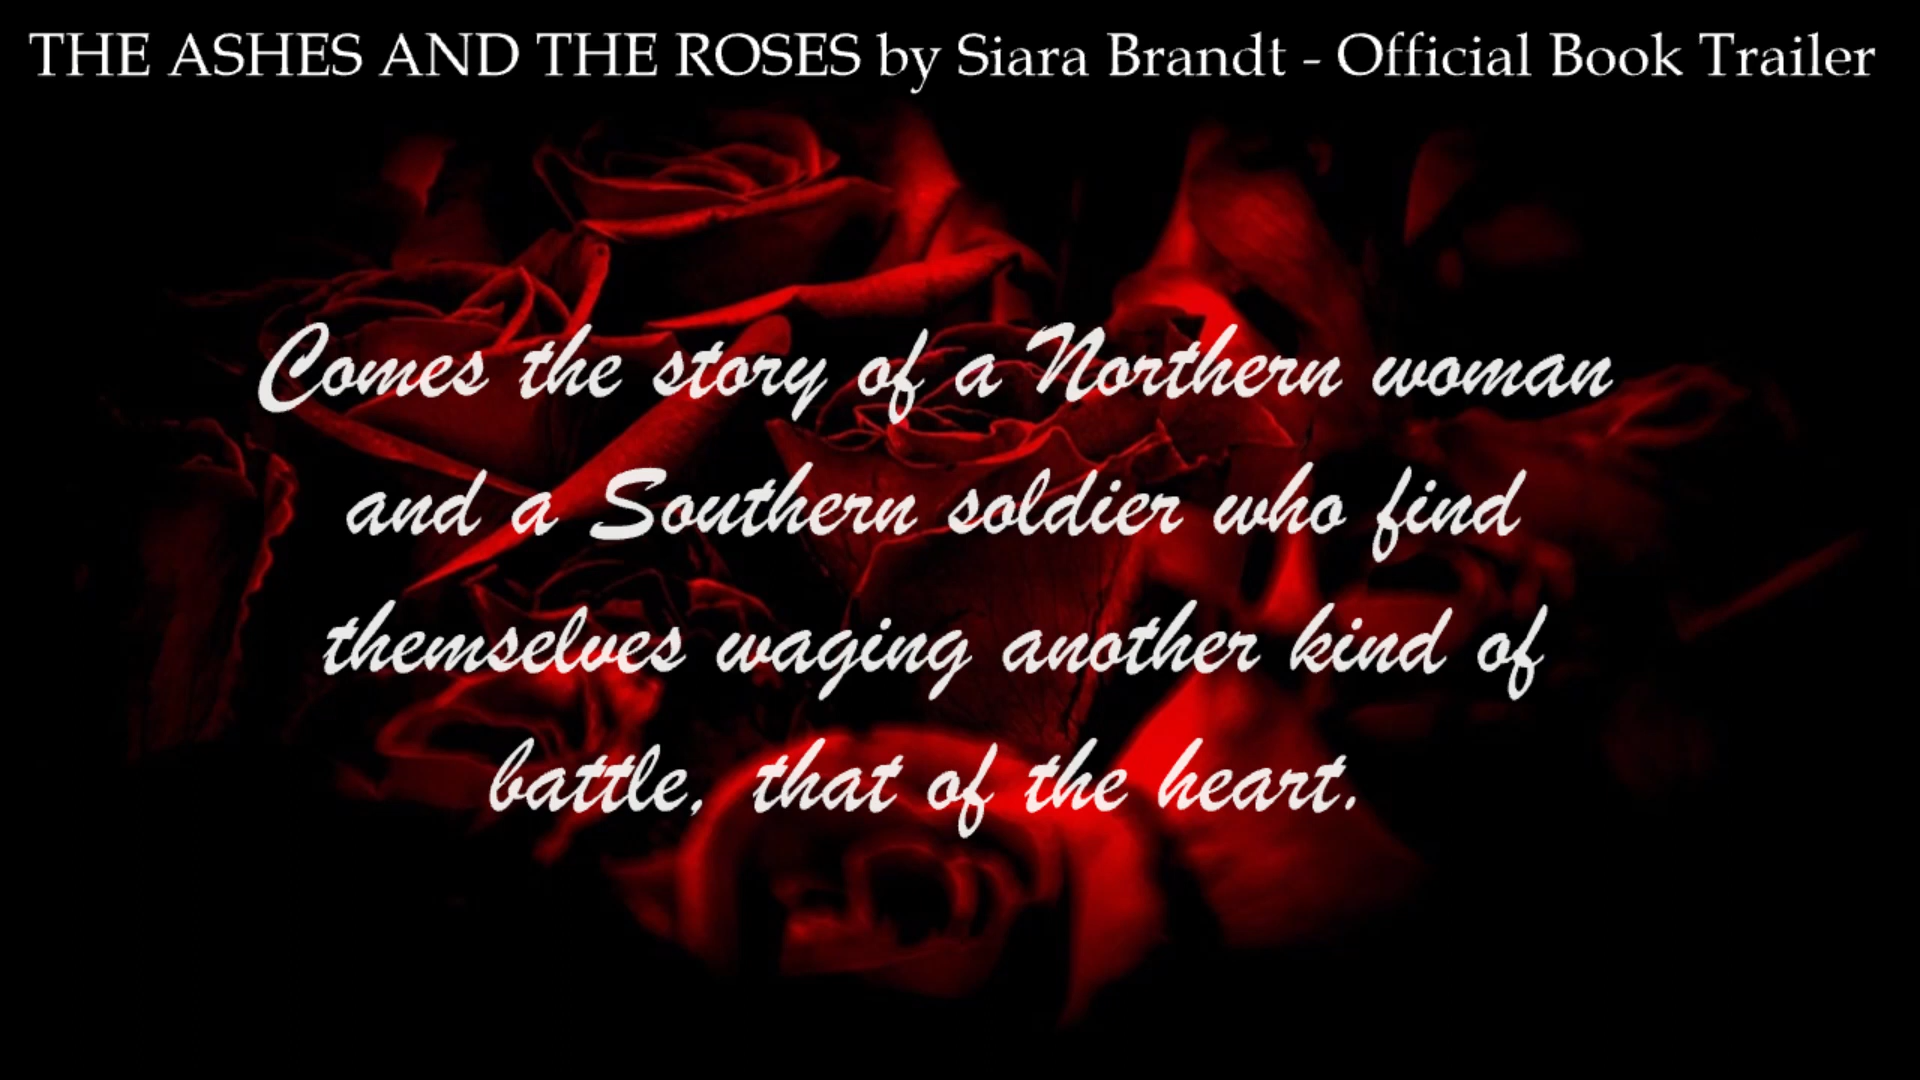 THE ASHES AND THE ROSES by Siara Brandt - Official Book Trailer
Comes the story of a Northern woman
and a Southern soldier who find
themselves waging another kind of
battle, that of the heart.